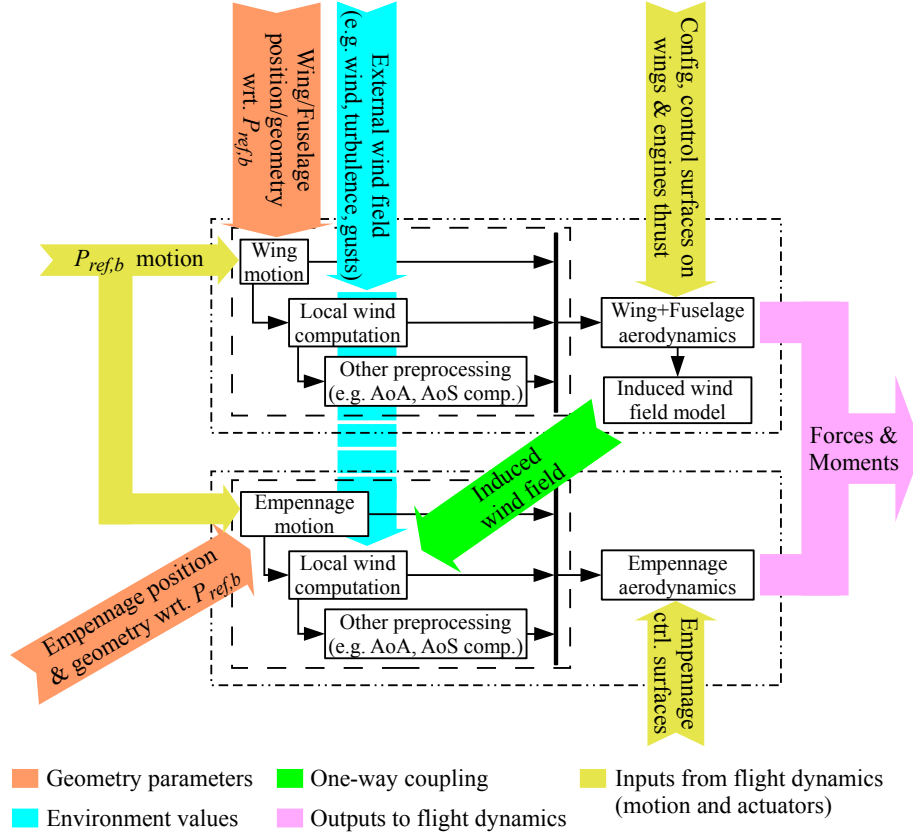 Wing/Fuselage
position/geometry
wrt. P_ref,b
External wind field
(e.g. wind, turbulence, gusts)
Config, control surfaces on
wings & engines thrust
P_ref,b motion
Wing
motion
Local wind
computation
Other preprocessing
(e.g. AoA, AoS comp.)
Wing+Fuselage
aerodynamics
Induced wind
field model
Forces &
Moments
Induced
wind field
Empennage
motion
Local wind
computation
Other preprocessing
(e.g. AoA, AoS comp.)
Empennage
aerodynamics
Empennage position
& geometry wrt. P_ref,b
Empennage
ctrl. surfaces
Geometry parameters
One-way coupling
Inputs from flight dynamics
(motion and actuators)
Environment values
Outputs to flight dynamics